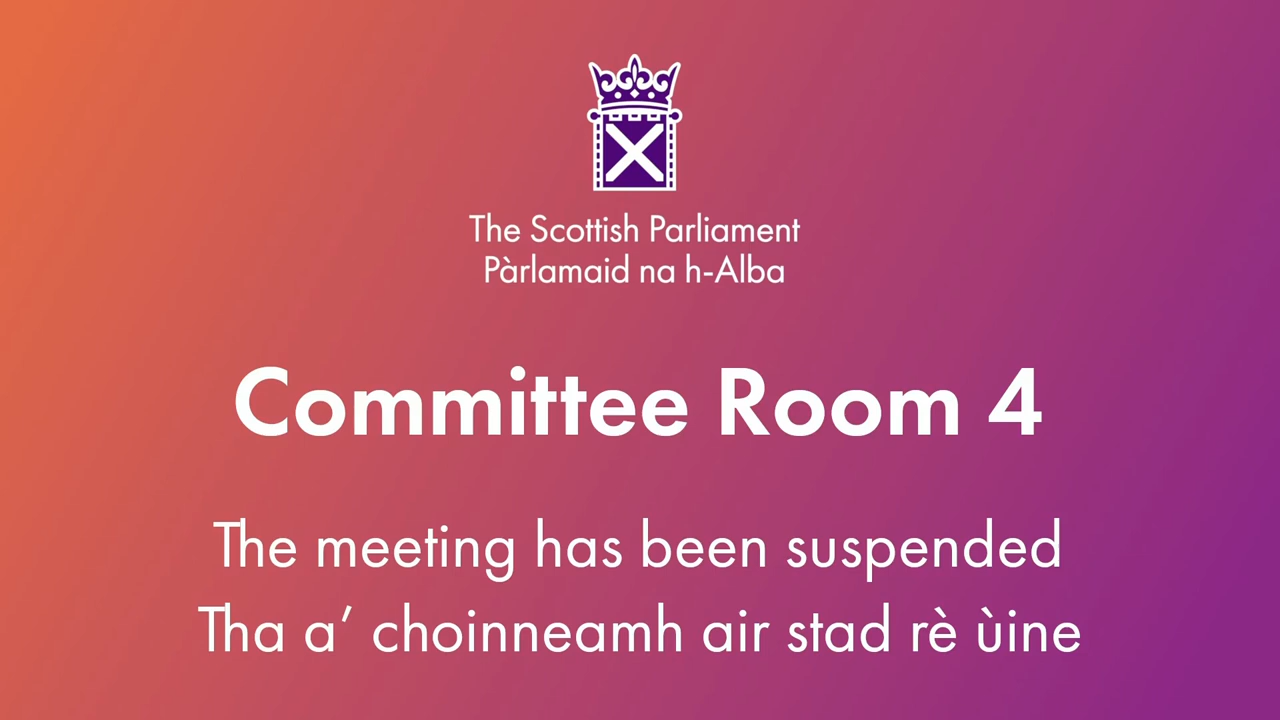 The Scottish Parliament
Pàrlamaid na h-Alba
Committee Room 4
The meeting has been suspended
Tha a’ choinneamh air stad rè ùine